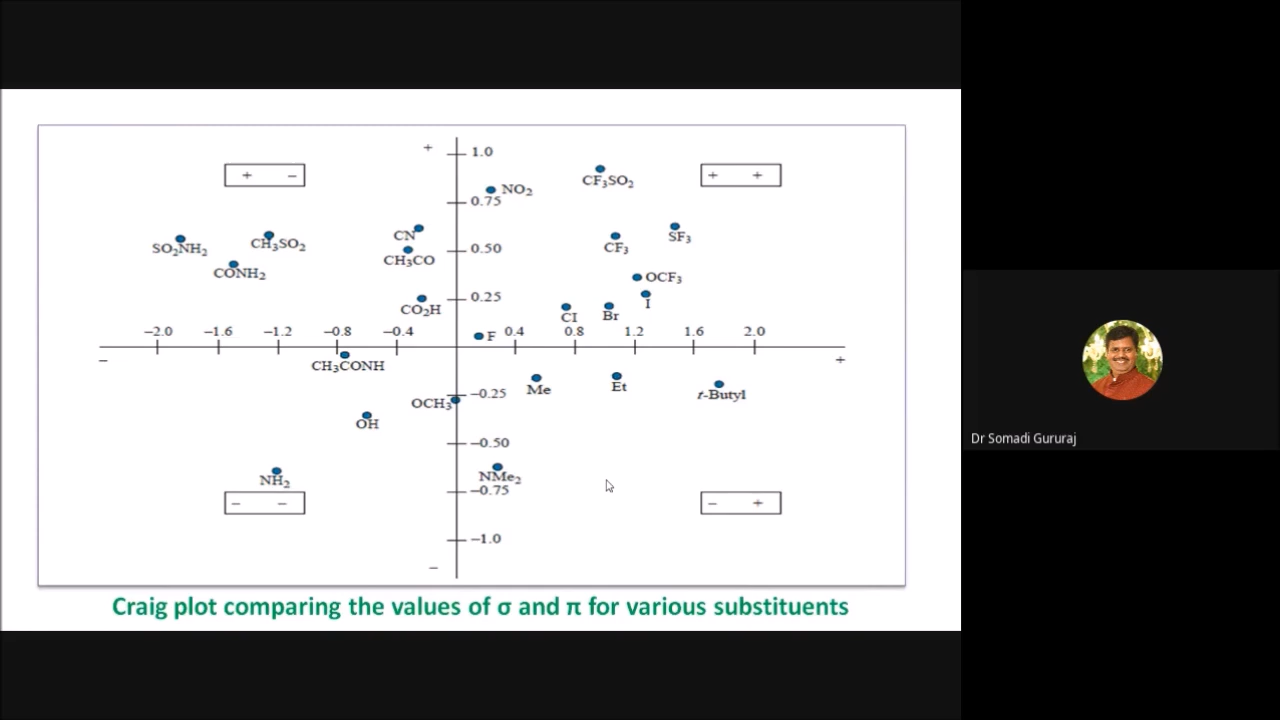 +
1.0
+ −
+ +
CF₃SO₂
NO₂
0.75
SO₂NH₂
CH₃SO₂
CN
SF₃
CF₃
0.50
CH₃CO
CONH₂
OCF₃
I
0.25
CO₂H
Cl
Br
−2.0 −1.6 −1.2 −0.8 −0.4 F 0.4 0.8 1.2 1.6 2.0
− +
CH₃CONH
Me
Et
t-Butyl
−0.25
OCH₃
OH
−0.50
NH₂
NMe₂
−0.75
− −
− +
−1.0
−
Craig plot comparing the values of σ and π for various substituents
Dr Somadi Gururaj